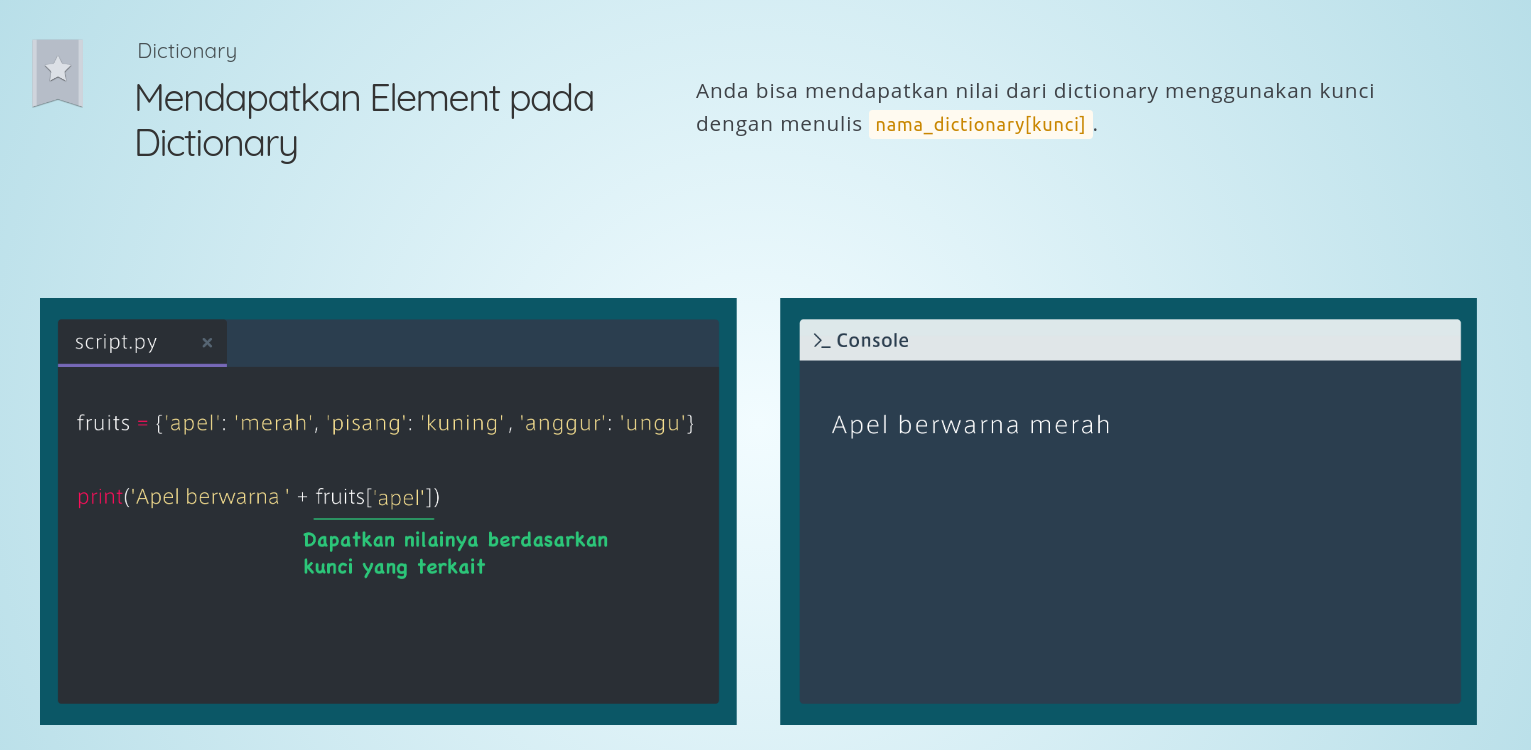 Dictionary
Mendapatkan Element pada
Dictionary
Anda bisa mendapatkan nilai dari dictionary menggunakan kunci
dengan menulis nama_dictionary[kunci].
script.py ×
fruits = {'apel': 'merah', 'pisang': 'kuning', 'anggur': 'ungu'}
print('Apel berwarna ' + fruits['apel'])
Dapatkan nilainya berdasarkan
kunci yang terkait
>_ Console
Apel berwarna merah